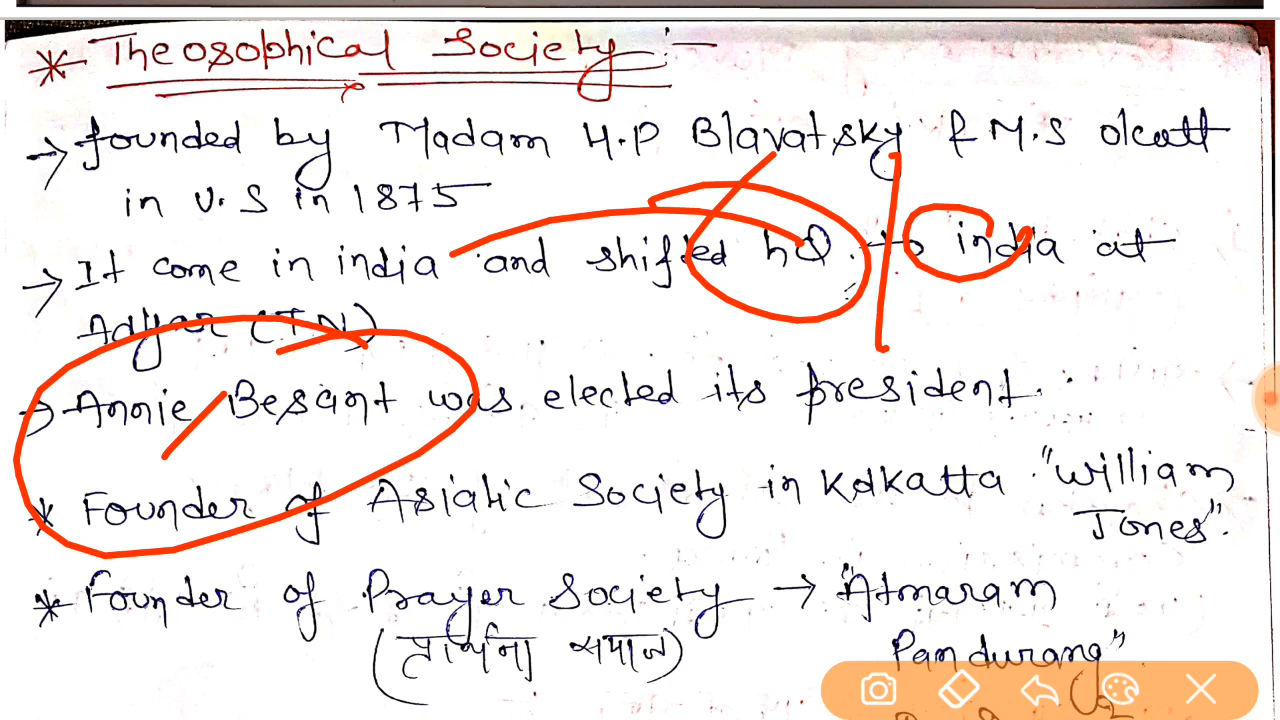 * Theosophical Society :-
→ founded by Madam H.P Blavatsky & M.S olcott
in U.S in 1875
→ It come in india and shifted hQ. to india at
Adyar (TN)
→ Annie Besant was elected its president.
* Founder of Asiatic Society in Kolkatta "William
Jones".
* Founder of Prayer Society → "Atmaram
(प्रार्थना समाज) Pandurang"